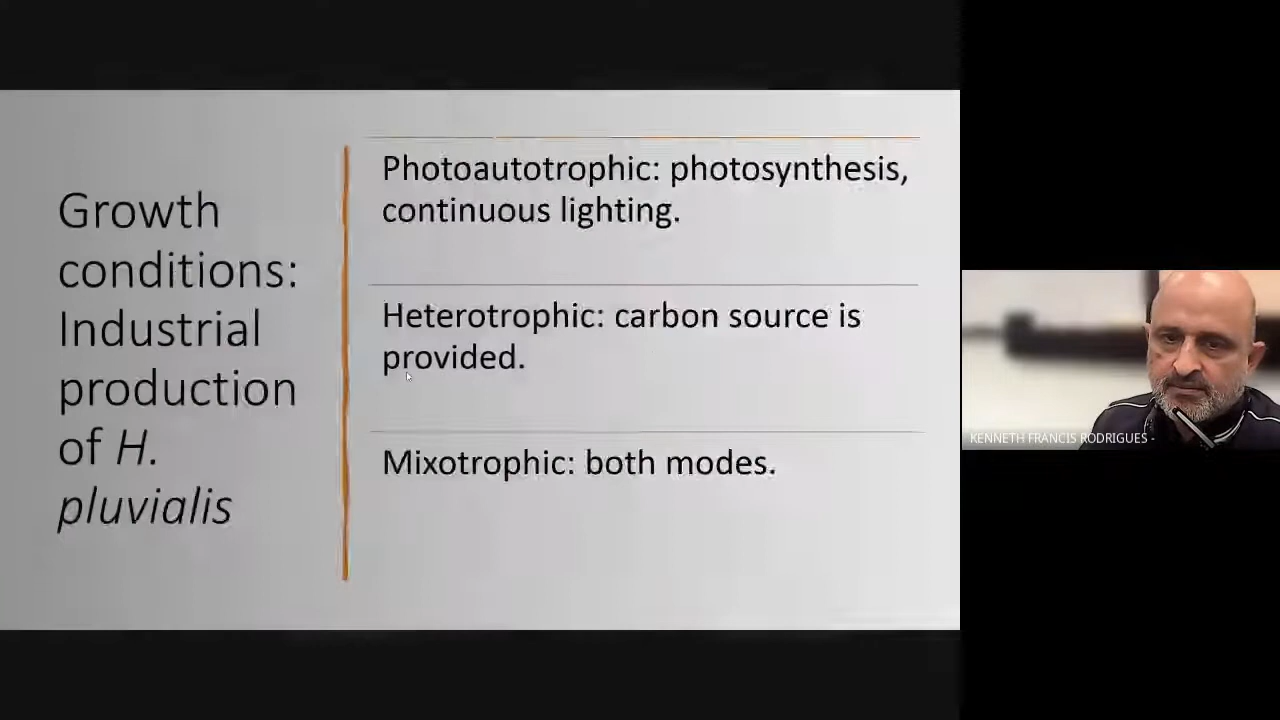 Growth
conditions:
Industrial
production
of H.
pluvialis
Photoautotrophic: photosynthesis,
continuous lighting.
Heterotrophic: carbon source is
provided.
Mixotrophic: both modes.
KENNETH FRANCIS RODRIGUES -